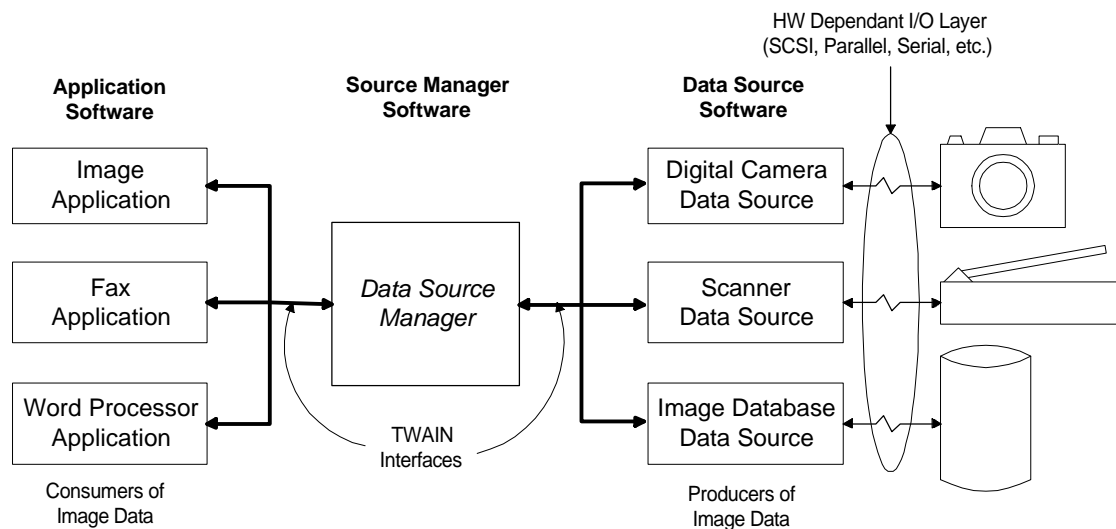 HW Dependant I/O Layer
(SCSI, Parallel, Serial, etc.)
Application
Software
Source Manager
Software
Data Source
Software
Image
Application
Fax
Application
Word Processor
Application
Consumers of
Image Data
Data Source
Manager
TWAIN
Interfaces
Digital Camera
Data Source
Scanner
Data Source
Image Database
Data Source
Producers of
Image Data